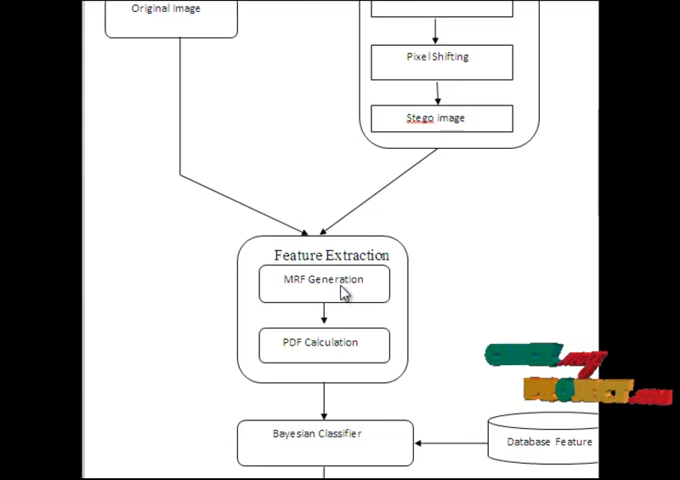 Original Image
Pixel Shifting
Stego image
Feature Extraction
MRF Generation
PDF Calculation
Bayesian Classifier
Database Feature